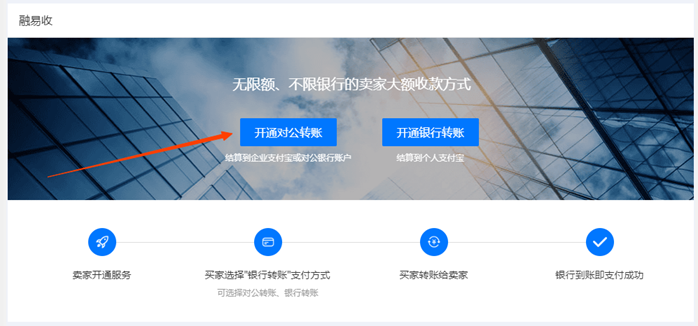 融易收
无限额、不限银行的卖家大额收款方式
开通对公转账
开通银行转账
结算到企业支付宝或对公银行账户
结算到个人支付宝
卖家开通服务
买家选择"银行转账"支付方式
买家转账给卖家
银行到账即支付成功
可选择对公转账、银行转账